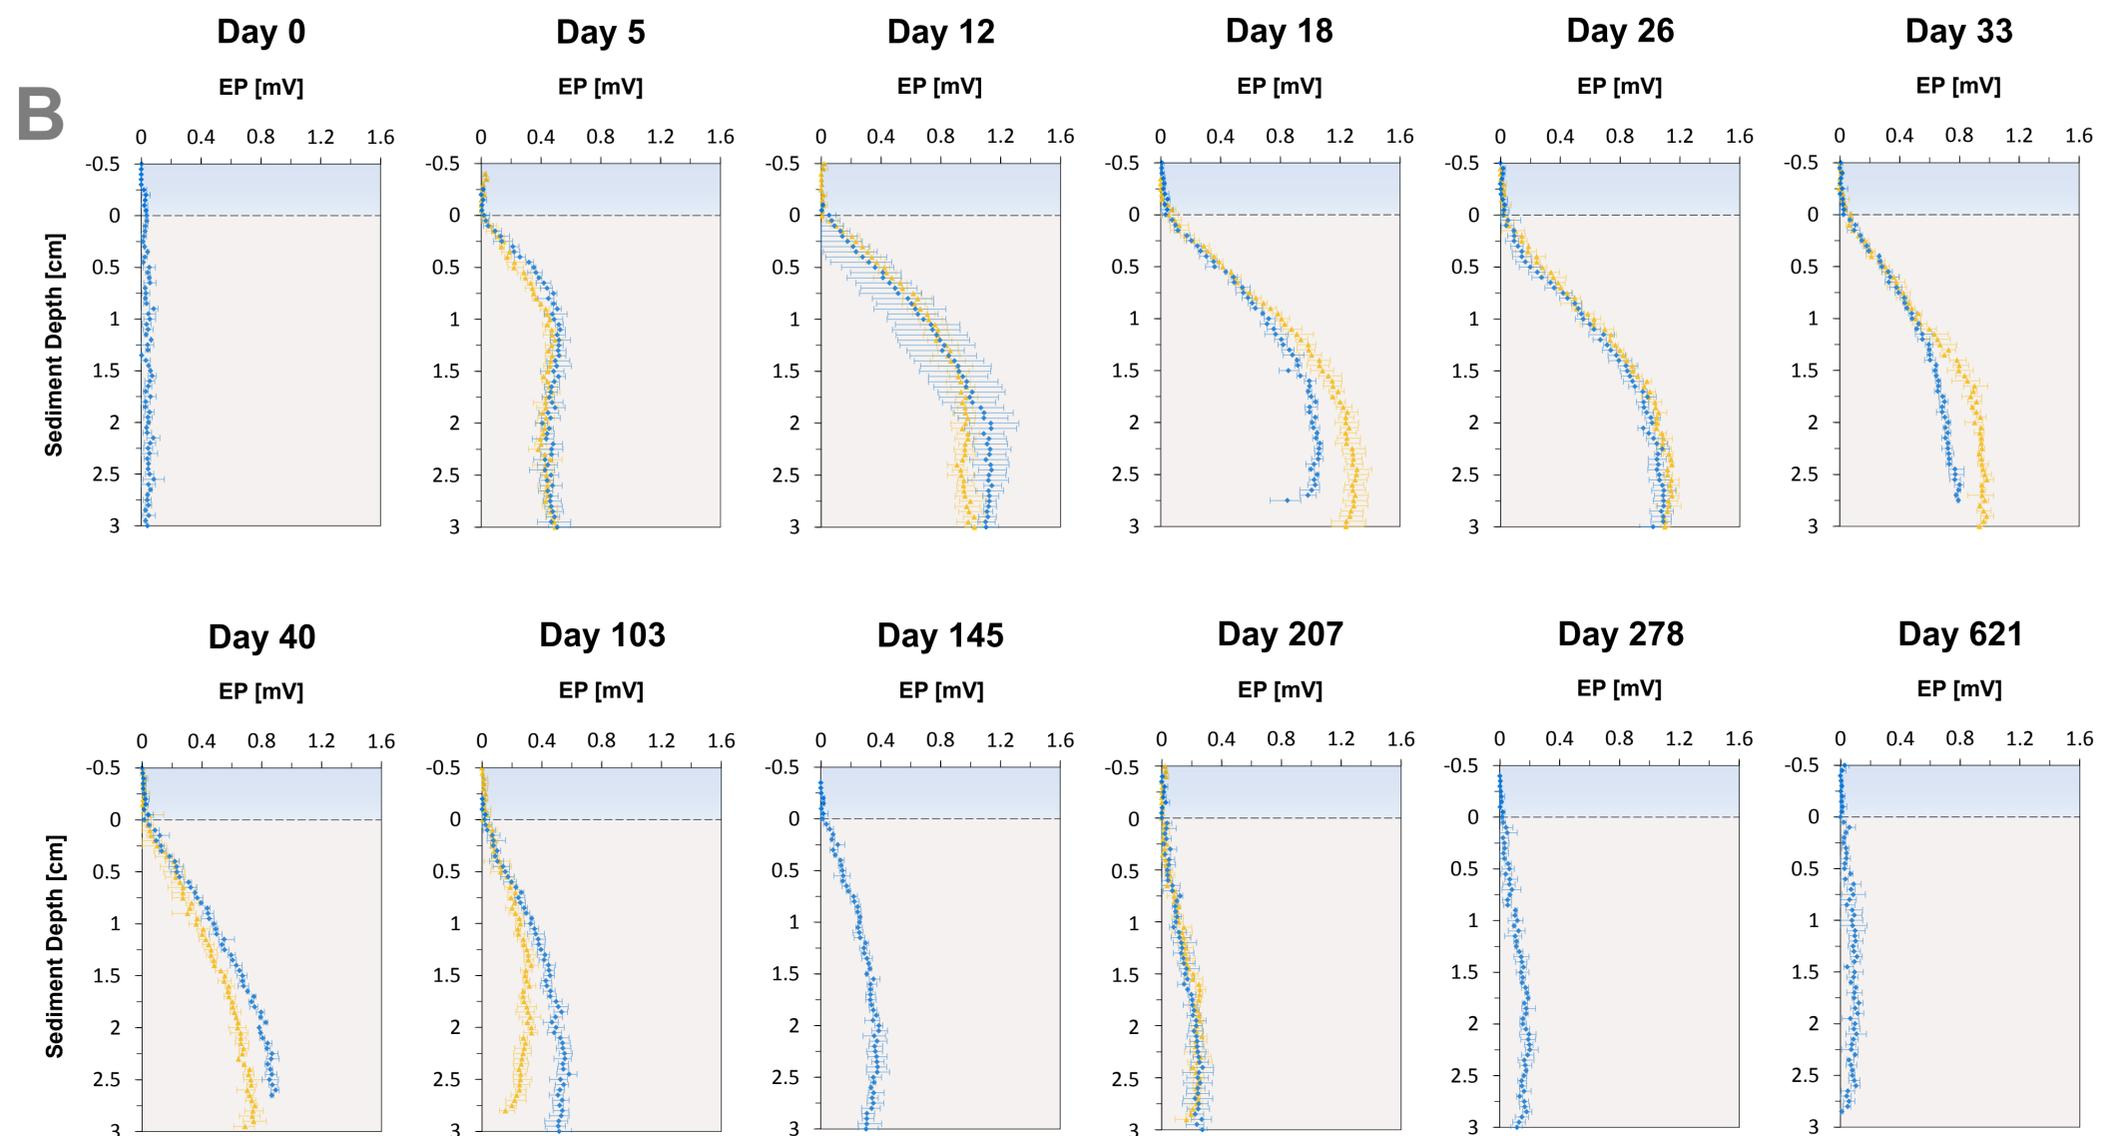 Day 0 Day 5 Day 12 Day 18 Day 26 Day 33
EP [mV] EP [mV] EP [mV] EP [mV] EP [mV] EP [mV]
B
0 0.4 0.8 1.2 1.6 0 0.4 0.8 1.2 1.6 0 0.4 0.8 1.2 1.6 0 0.4 0.8 1.2 1.6 0 0.4 0.8 1.2 1.6 0 0.4 0.8 1.2 1.6
-0.5 -0.5 -0.5 -0.5 -0.5 -0.5
0 0 0 0 0 0
0.5 0.5 0.5 0.5 0.5 0.5
1 1 1 1 1 1
1.5 1.5 1.5 1.5 1.5 1.5
2 2 2 2 2 2
2.5 2.5 2.5 2.5 2.5 2.5
3 3 3 3 3 3
Sediment Depth [cm]
Day 40 Day 103 Day 145 Day 207 Day 278 Day 621
EP [mV] EP [mV] EP [mV] EP [mV] EP [mV] EP [mV]
0 0.4 0.8 1.2 1.6 0 0.4 0.8 1.2 1.6 0 0.4 0.8 1.2 1.6 0 0.4 0.8 1.2 1.6 0 0.4 0.8 1.2 1.6 0 0.4 0.8 1.2 1.6
-0.5 -0.5 -0.5 -0.5 -0.5 -0.5
0 0 0 0 0 0
0.5 0.5 0.5 0.5 0.5 0.5
1 1 1 1 1 1
1.5 1.5 1.5 1.5 1.5 1.5
2 2 2 2 2 2
2.5 2.5 2.5 2.5 2.5 2.5
3 3 3 3 3 3
Sediment Depth [cm]